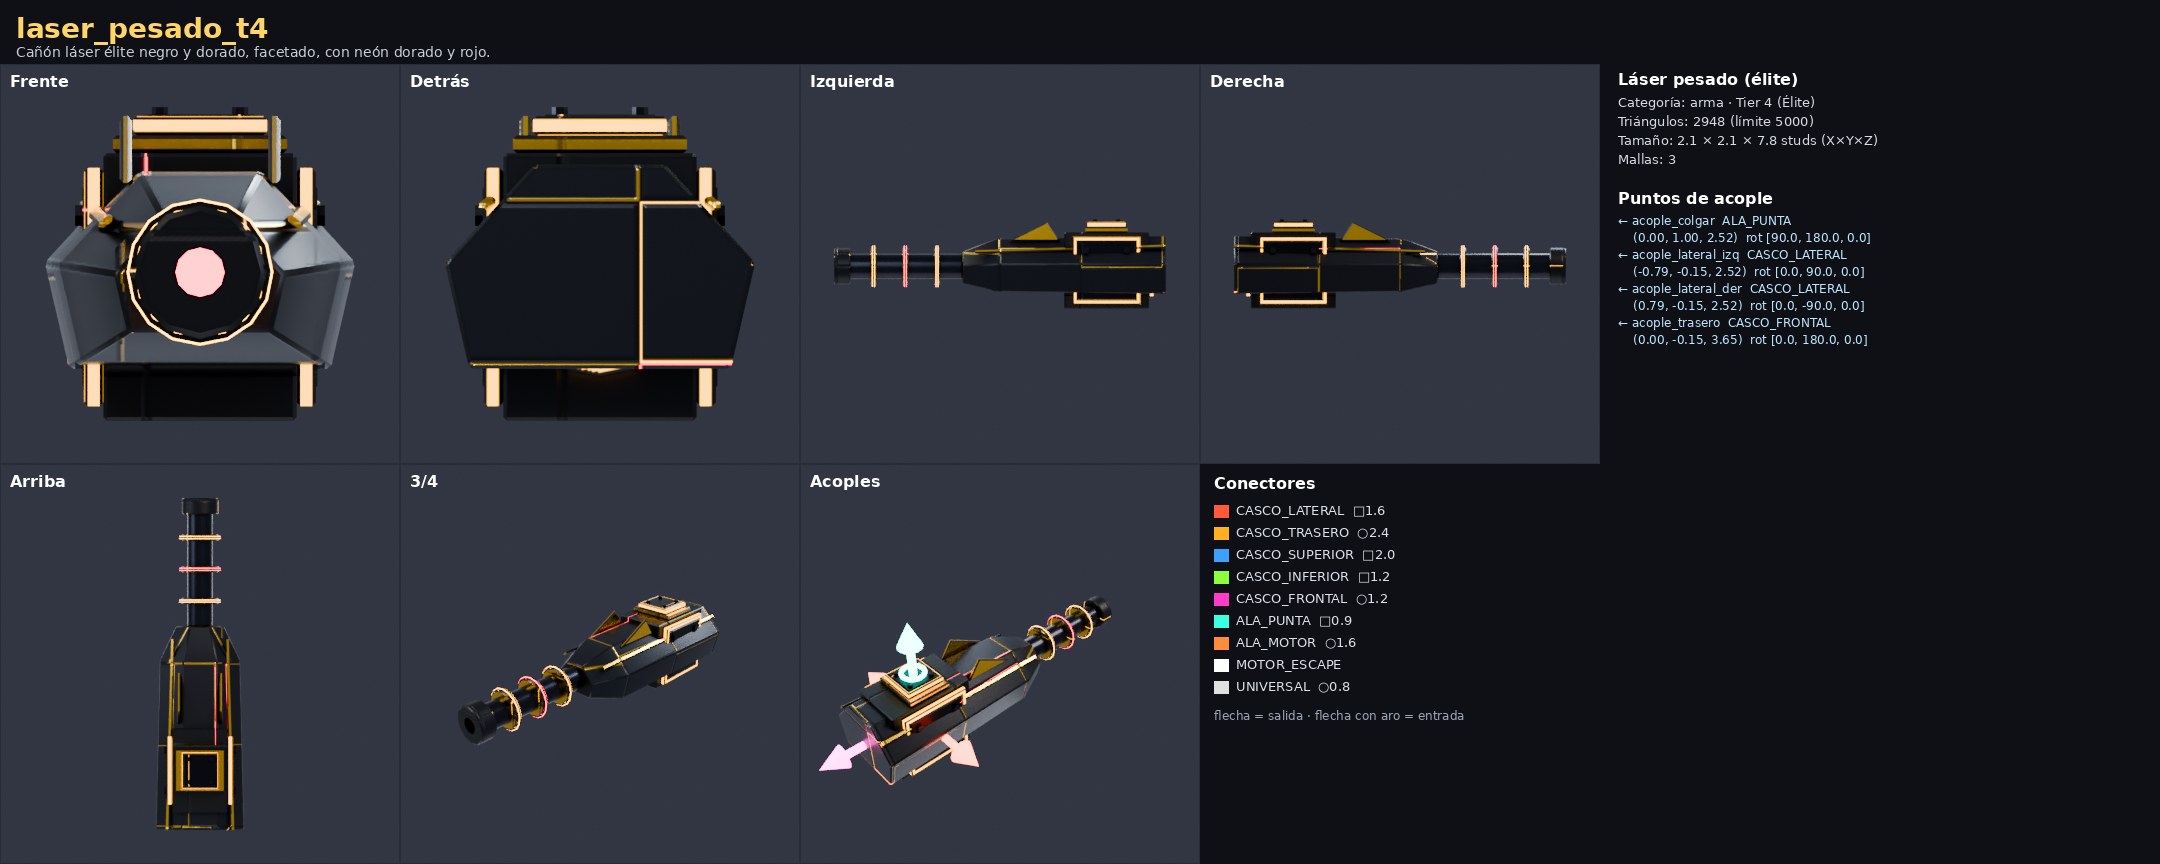 laser_pesado_t4
Cañón láser élite negro y dorado, facetado, con neón dorado y rojo.
Frente
Detrás
Izquierda
Derecha
Láser pesado (élite)
Categoría: arma · Tier 4 (Élite)
Triángulos: 2948 (límite 5000)
Tamaño: 2.1 × 2.1 × 7.8 studs (X×Y×Z)
Mallas: 3
Puntos de acople
← acople_colgar ALA_PUNTA
(0.00, 1.00, 2.52) rot [90.0, 180.0, 0.0]
← acople_lateral_izq CASCO_LATERAL
(-0.79, -0.15, 2.52) rot [0.0, 90.0, 0.0]
← acople_lateral_der CASCO_LATERAL
(0.79, -0.15, 2.52) rot [0.0, -90.0, 0.0]
← acople_trasero CASCO_FRONTAL
(0.00, -0.15, 3.65) rot [0.0, 180.0, 0.0]
Arriba
3/4
Acoples
Conectores
CASCO_LATERAL □1.6
CASCO_TRASERO ○2.4
CASCO_SUPERIOR □2.0
CASCO_INFERIOR □1.2
CASCO_FRONTAL ○1.2
ALA_PUNTA □0.9
ALA_MOTOR ○1.6
MOTOR_ESCAPE
UNIVERSAL ○0.8
flecha = salida · flecha con aro = entrada